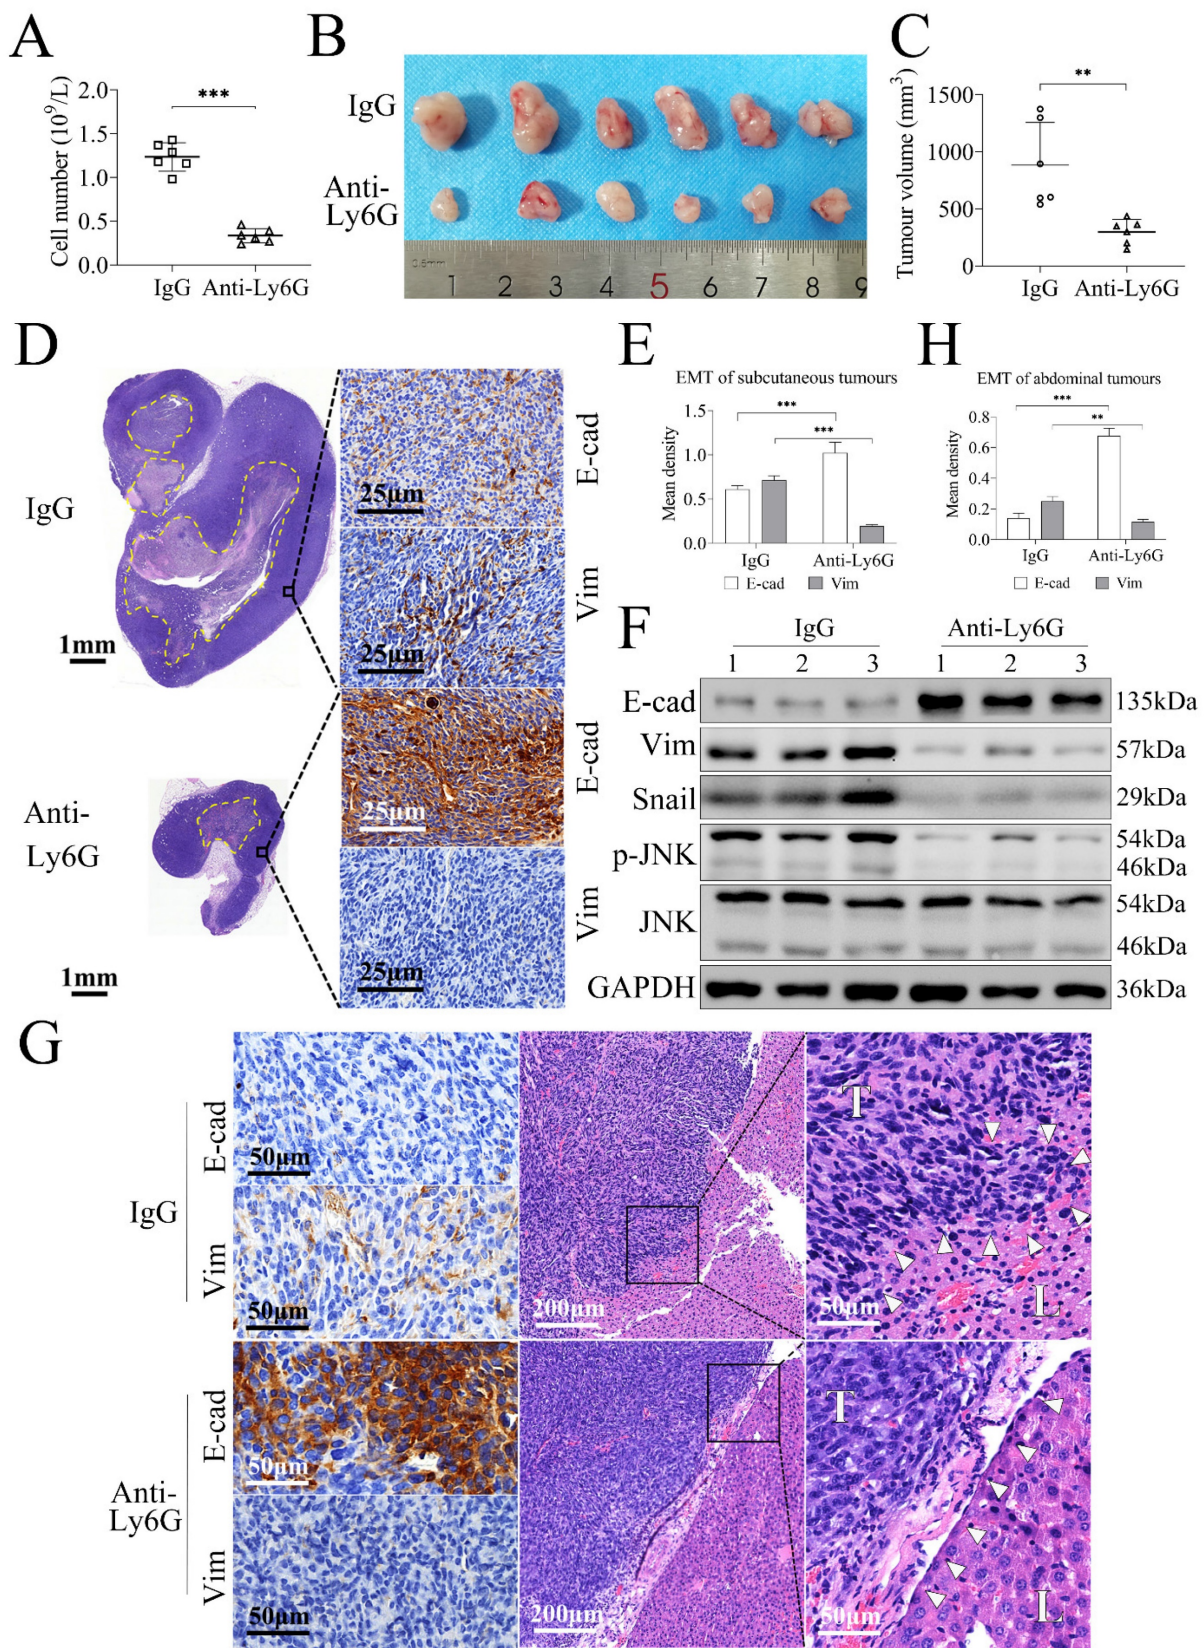 A
Cell number (10⁹/L)
2.0
1.5
1.0
0.5
0.0
***
IgG Anti-Ly6G
B
IgG
Anti-
Ly6G
0.5mm
1 2 3 4 5 6 7 8 9
C
Tumour volume (mm³)
1500
1000
500
0
**
IgG Anti-Ly6G
D
IgG
1mm
Anti-
Ly6G
1mm
E-cad
25μm
Vim
25μm
E-cad
25μm
Vim
25μm
E
EMT of subcutaneous tumours
Mean density
1.5
1.0
0.5
0.0
***
***
IgG Anti-Ly6G
E-cad Vim
H
EMT of abdominal tumours
Mean density
0.8
0.6
0.4
0.2
0.0
***
**
IgG Anti-Ly6G
E-cad Vim
F
IgG Anti-Ly6G
1 2 3 1 2 3
E-cad 135kDa
Vim 57kDa
Snail 29kDa
p-JNK 54kDa
46kDa
JNK 54kDa
46kDa
GAPDH 36kDa
G
IgG
E-cad
50μm
Vim
50μm
200μm
T
L
50μm
Anti-
Ly6G
E-cad
50μm
Vim
50μm
200μm
T
L
50μm